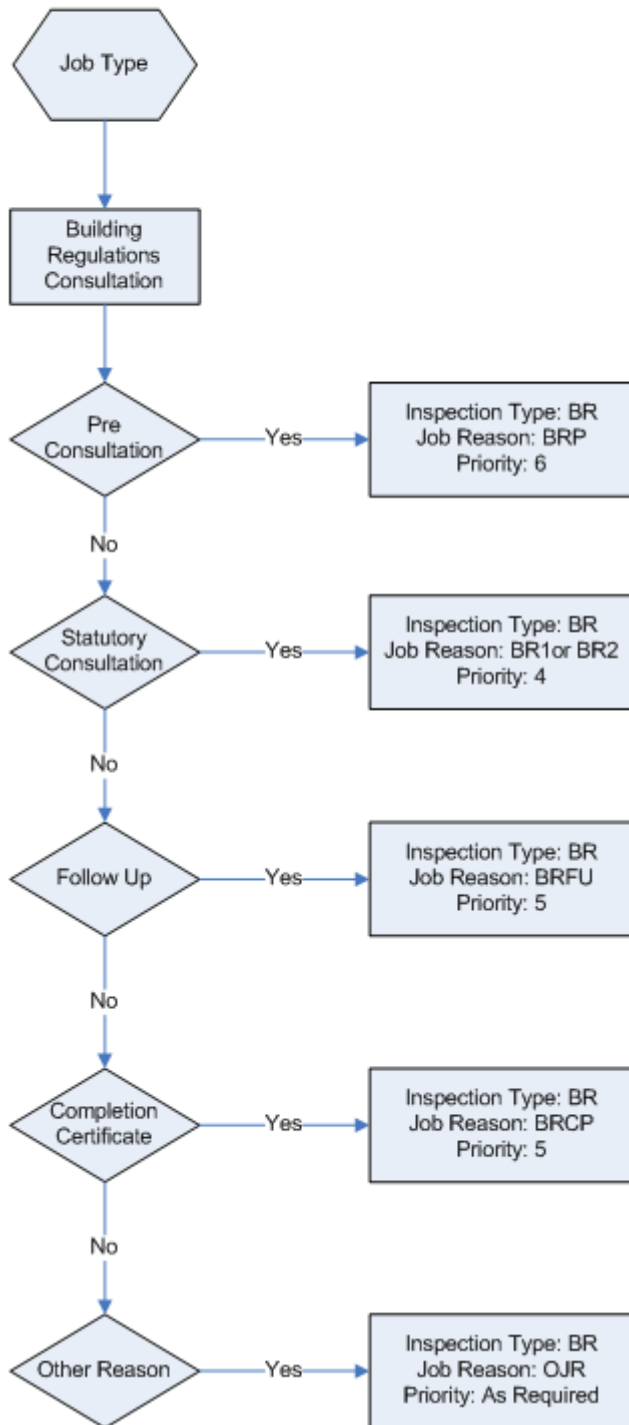 Job Type
Building
Regulations
Consultation
Pre
Consultation
Yes
Inspection Type: BR
Job Reason: BRP
Priority: 6
No
Statutory
Consultation
Yes
Inspection Type: BR
Job Reason: BR1or BR2
Priority: 4
No
Follow Up
Yes
Inspection Type: BR
Job Reason: BRFU
Priority: 5
No
Completion
Certificate
Yes
Inspection Type: BR
Job Reason: BRCP
Priority: 5
No
Other Reason
Yes
Inspection Type: BR
Job Reason: OJR
Priority: As Required